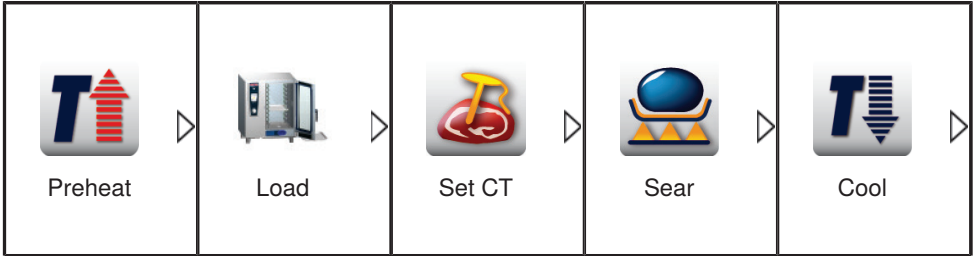 T
T
Preheat
Load
Set CT
Sear
Cool